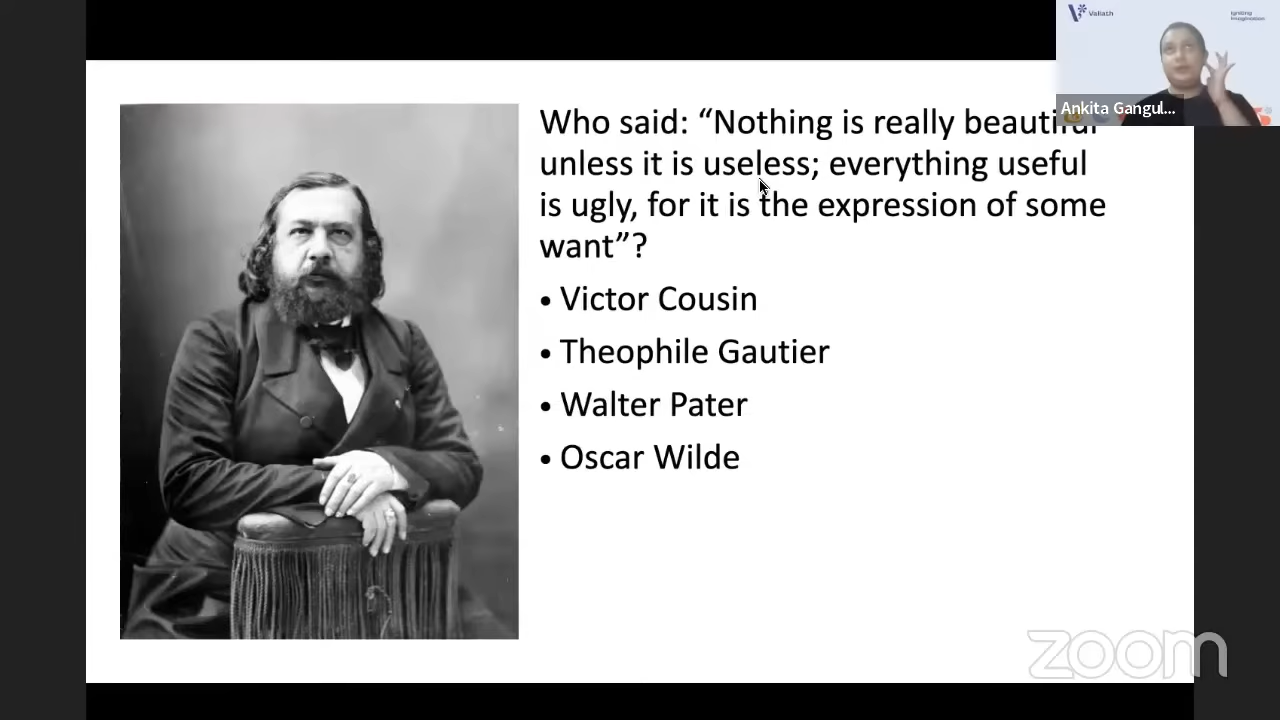 Valiath
Igniting
Imagination
Ankita Gangul...
Who said: “Nothing is really beautiful
unless it is useless; everything useful
is ugly, for it is the expression of some
want”?
• Victor Cousin
• Theophile Gautier
• Walter Pater
• Oscar Wilde
zoom